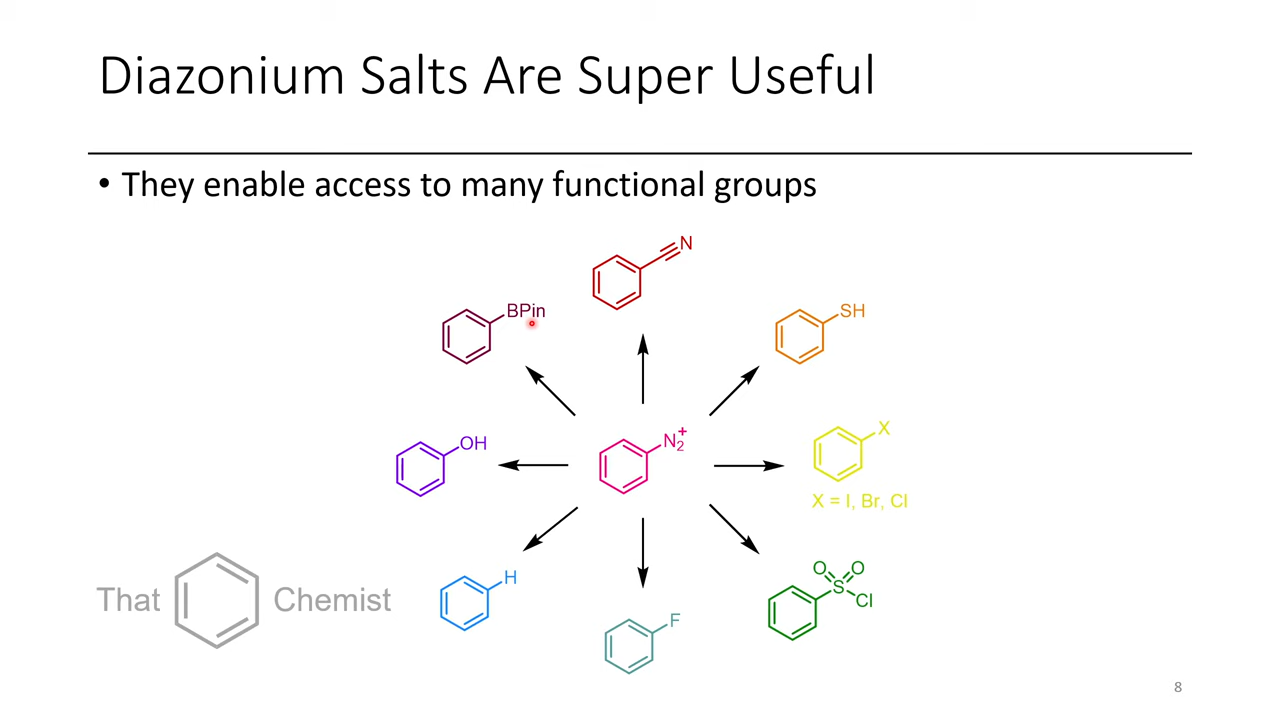 Diazonium Salts Are Super Useful
• They enable access to many functional groups
N
BPin
SH
N2+
X
X = I, Br, Cl
OH
H
F
O O
S
Cl
That Chemist
8